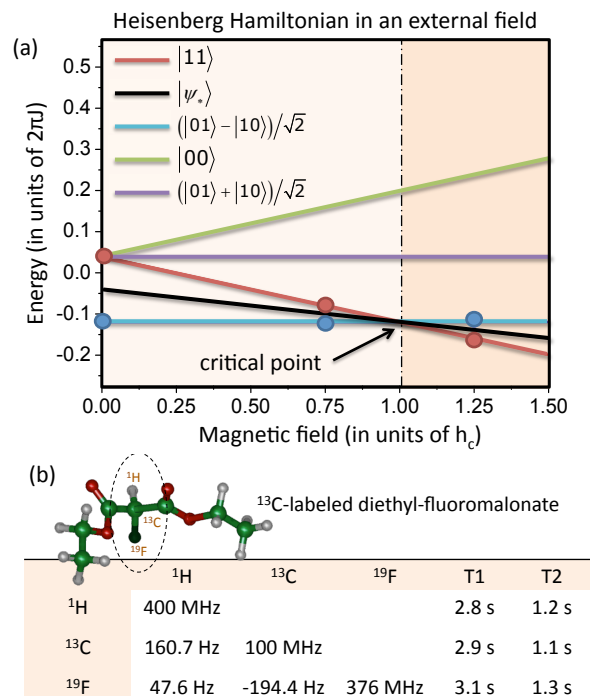 Heisenberg Hamiltonian in an external field
(a)
|11⟩
|ψ*⟩
(|01⟩−|10⟩)/√2
|00⟩
(|01⟩+|10⟩)/√2
Energy (in units of 2πJ)
0.5
0.4
0.3
0.2
0.1
0.0
-0.1
-0.2
critical point
0.00 0.25 0.50 0.75 1.00 1.25 1.50
Magnetic field (in units of h_c)
(b)
¹H
¹³C
¹⁹F
¹³C-labeled diethyl-fluoromalonate
¹H ¹³C ¹⁹F T1 T2
¹H 400 MHz 2.8 s 1.2 s
¹³C 160.7 Hz 100 MHz 2.9 s 1.1 s
¹⁹F 47.6 Hz -194.4 Hz 376 MHz 3.1 s 1.3 s